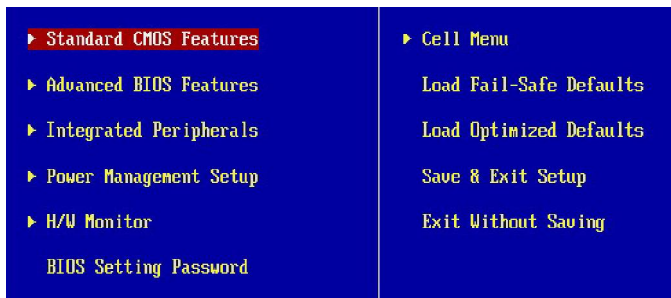 Standard CMOS Features
Advanced BIOS Features
Integrated Peripherals
Power Management Setup
H/W Monitor
BIOS Setting Password
Cell Menu
Load Fail-Safe Defaults
Load Optimized Defaults
Save & Exit Setup
Exit Without Saving